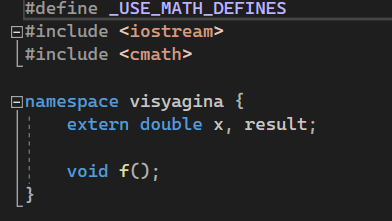 #define _USE_MATH_DEFINES
#include <iostream>
#include <cmath>
namespace visyagina {
extern double x, result;
void f();
}